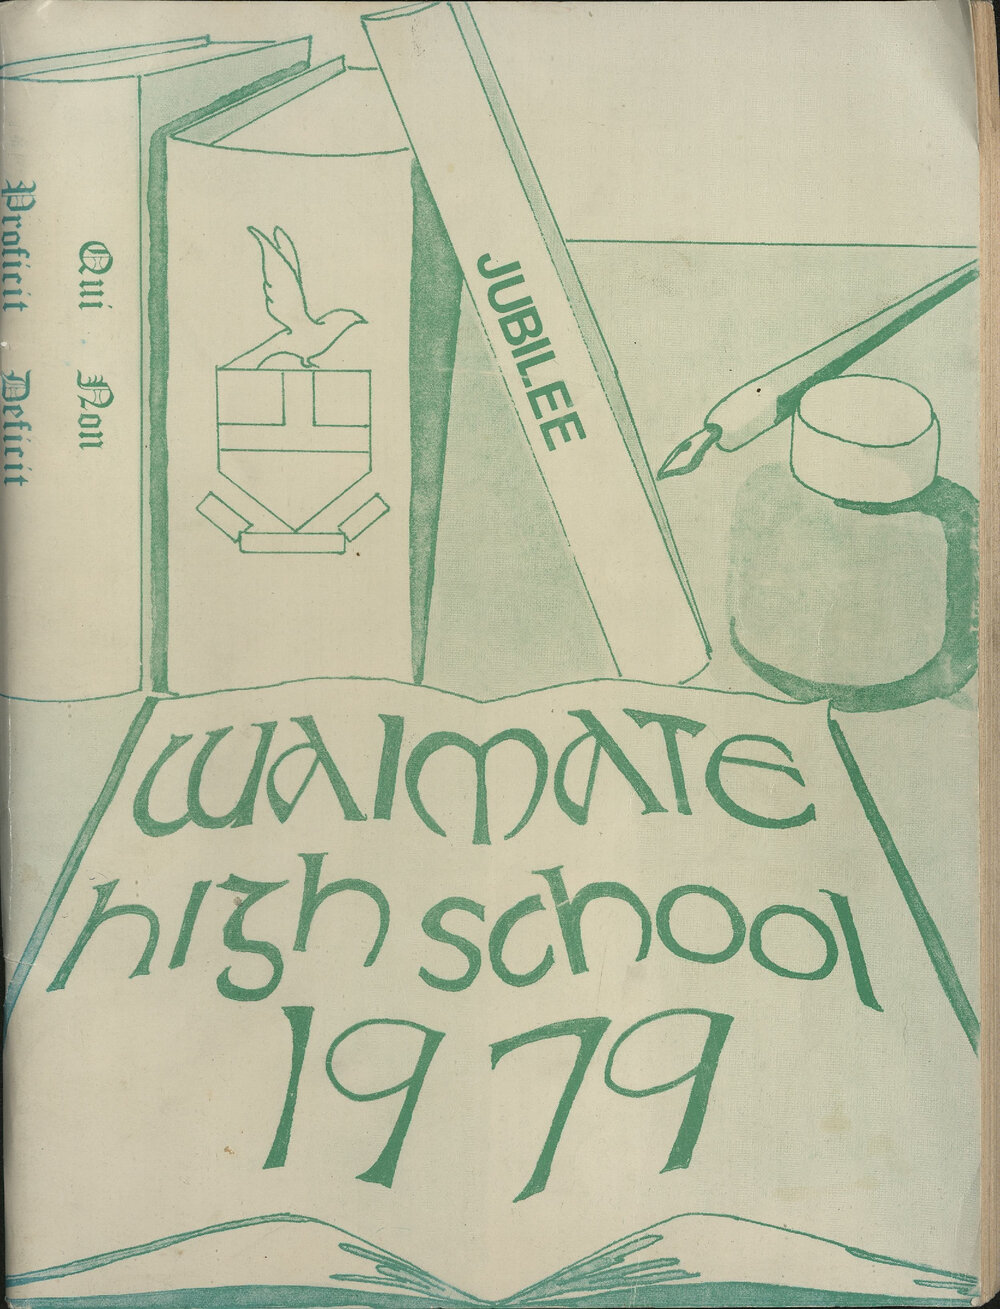 Qui Non
Proficit Deficit
JUBILEE
WAIMATE
high school
1979